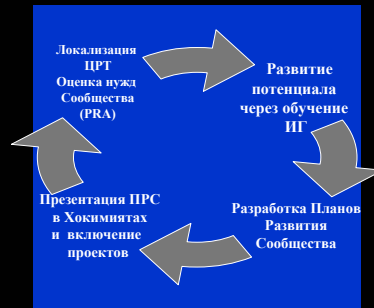 Локализация
ЦРТ
Оценка нужд
Сообщества
(PRA)
Развитие
потенциала
через обучение
ИГ
Разработка Планов
Развития
Сообщества
Презентация ПРС
в Хокимиятах
и включение
проектов